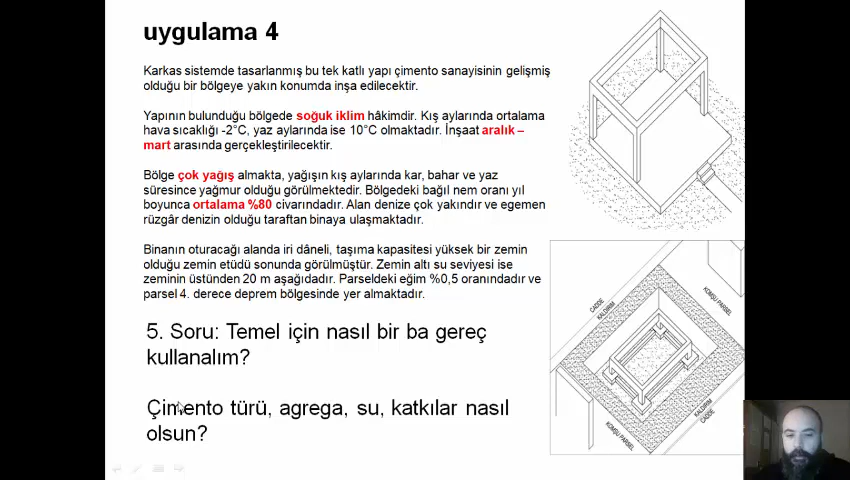 uygulama 4
Karkas sistemde tasarlanmış bu tek katlı yapı çimento sanayisinin gelişmiş
olduğu bir bölgeye yakın konumda inşa edilecektir.
Yapının bulunduğu bölgede soğuk iklim hâkimdir. Kış aylarında ortalama
hava sıcaklığı -2°C, yaz aylarında ise 10°C olmaktadır. İnşaat aralık –
mart arasında gerçekleştirilecektir.
Bölge çok yağış almakta, yağışın kış aylarında kar, bahar ve yaz
süresince yağmur olduğu görülmektedir. Bölgedeki bağıl nem oranı yıl
boyunca ortalama %80 civarındadır. Alan denize çok yakındır ve egemen
rüzgâr denizin olduğu taraftan binaya ulaşmaktadır.
Binanın oturacağı alanda iri dâneli, taşıma kapasitesi yüksek bir zemin
olduğu zemin etüdü sonunda görülmüştür. Zemin altı su seviyesi ise
zeminin üstünden 20 m aşağıdadır. Parseldeki eğim %0,5 oranındadır ve
parsel 4. derece deprem bölgesinde yer almaktadır.
5. Soru: Temel için nasıl bir ba gereç
kullanalım?
Çimento türü, agrega, su, katkılar nasıl
olsun?
CADDE
KALDIRIM
KOMŞU PARSEL
KOMŞU PARSEL
KALDIRIM
CADDE